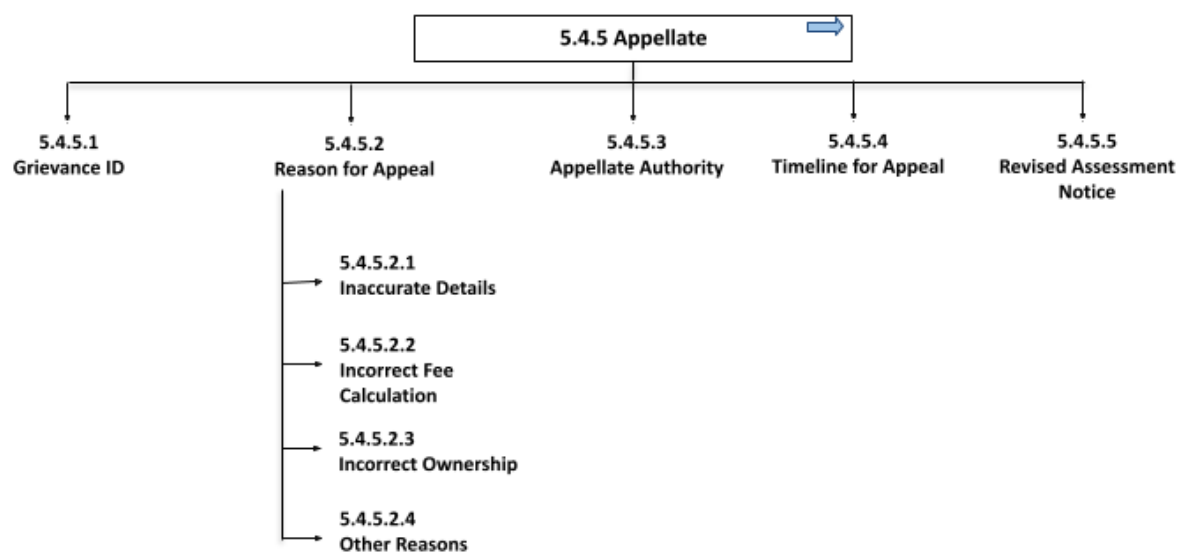 5.4.5 Appellate
5.4.5.1
Grievance ID
5.4.5.2
Reason for Appeal
5.4.5.3
Appellate Authority
5.4.5.4
Timeline for Appeal
5.4.5.5
Revised Assessment
Notice
5.4.5.2.1
Inaccurate Details
5.4.5.2.2
Incorrect Fee
Calculation
5.4.5.2.3
Incorrect Ownership
5.4.5.2.4
Other Reasons